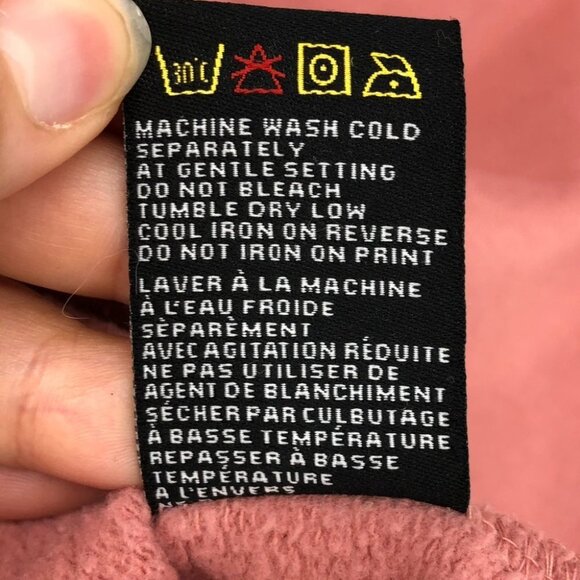 30°C
MACHINE WASH COLD
SEPARATELY
AT GENTLE SETTING
DO NOT BLEACH
TUMBLE DRY LOW
COOL IRON ON REVERSE
DO NOT IRON ON PRINT
LAVER À LA MACHINE
À L'EAU FROIDE
SÈPARÈMENT
AVEC AGITATION RÉDUITE
NE PAS UTILISER DE
AGENT DE BLANCHIMENT
SÉCHER PAR CULBUTAGE
À BASSE TEMPÉRATURE
REPASSER À BASSE
TEMPÉRATURE
A L'ENVERS